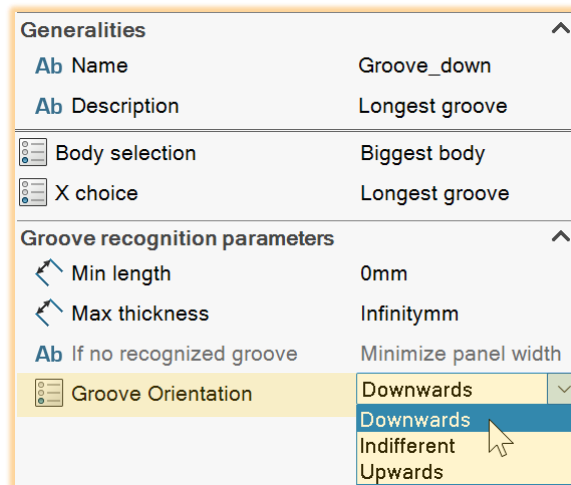 Generalities
Ab Name Groove_down
Ab Description Longest groove
Body selection Biggest body
X choice Longest groove
Groove recognition parameters
Min length 0mm
Max thickness Infinitymm
Ab If no recognized groove Minimize panel width
Groove Orientation Downwards
Downwards
Indifferent
Upwards